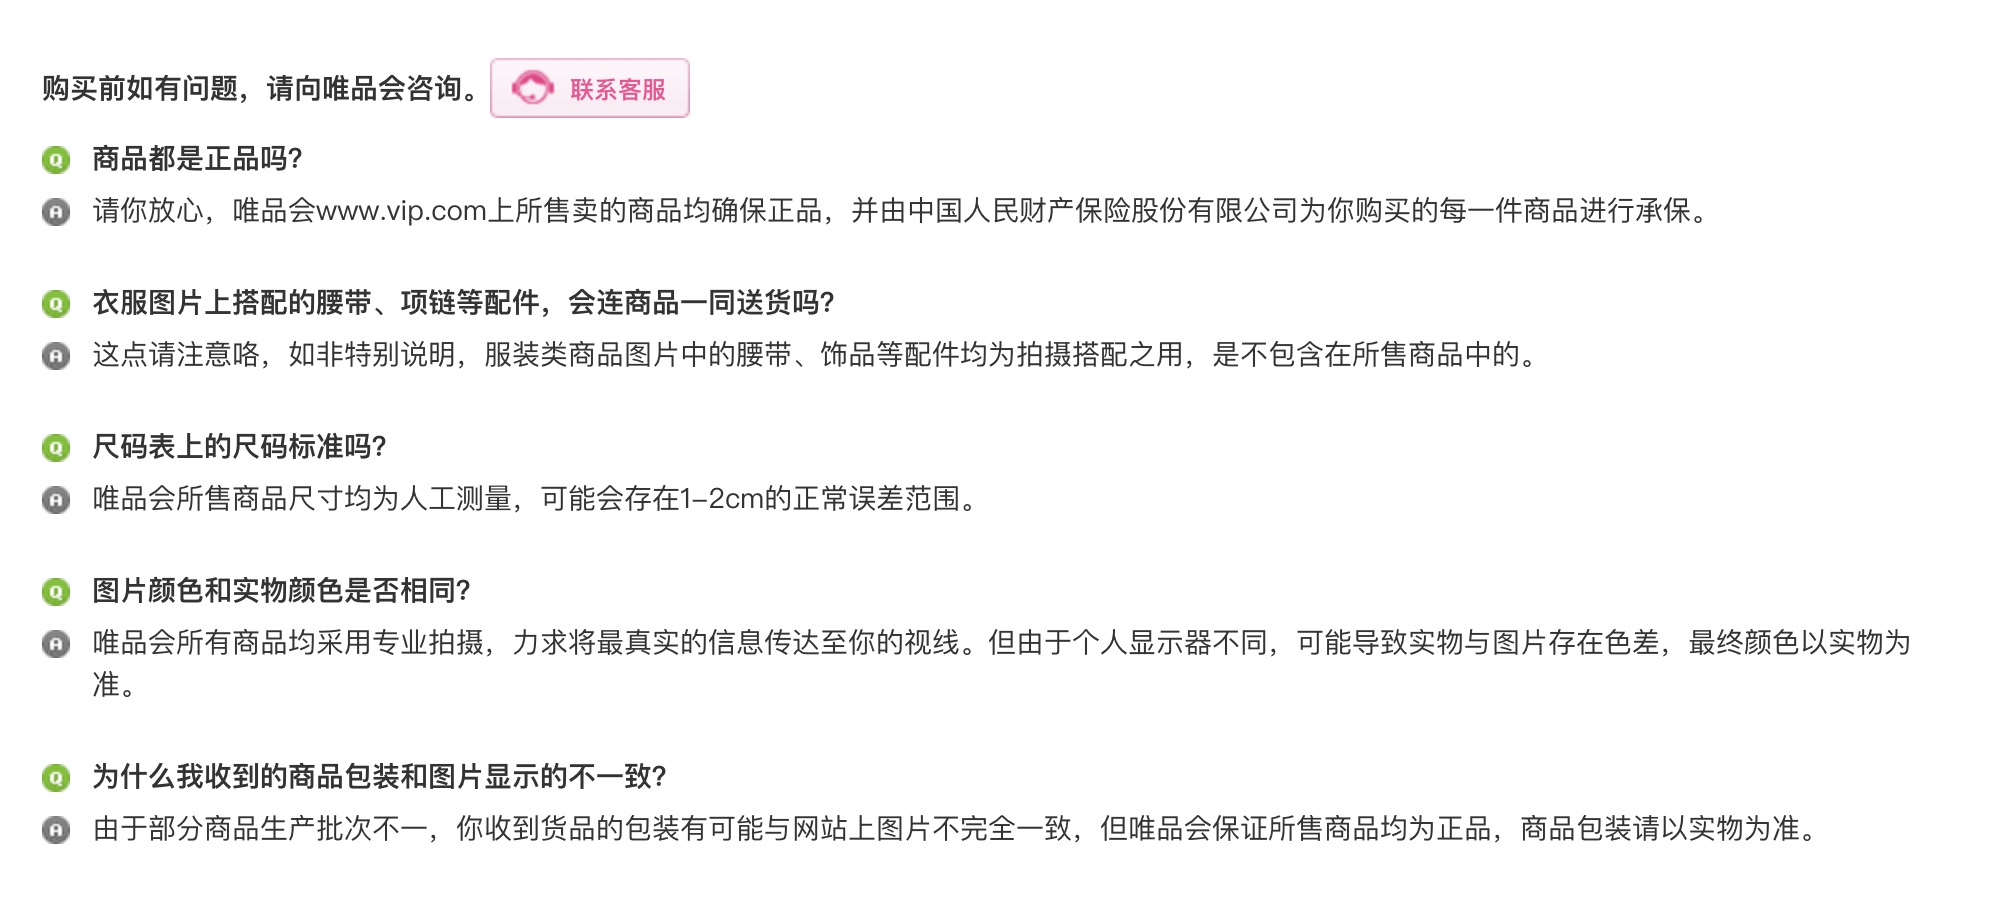 购买前如有问题，请向唯品会咨询。 联系客服
Q 商品都是正品吗?
A 请你放心，唯品会www.vip.com上所售卖的商品均确保正品，并由中国人民财产保险股份有限公司为你购买的每一件商品进行承保。
Q 衣服图片上搭配的腰带、项链等配件，会连商品一同送货吗?
A 这点请注意咯，如非特别说明，服装类商品图片中的腰带、饰品等配件均为拍摄搭配之用，是不包含在所售商品中的。
Q 尺码表上的尺码标准吗?
A 唯品会所售商品尺寸均为人工测量，可能会存在1-2cm的正常误差范围。
Q 图片颜色和实物颜色是否相同?
A 唯品会所有商品均采用专业拍摄，力求将最真实的信息传达至你的视线。但由于个人显示器不同，可能导致实物与图片存在色差，最终颜色以实物为
准。
Q 为什么我收到的商品包装和图片显示的不一致?
A 由于部分商品生产批次不一，你收到货品的包装有可能与网站上图片不完全一致，但唯品会保证所售商品均为正品，商品包装请以实物为准。